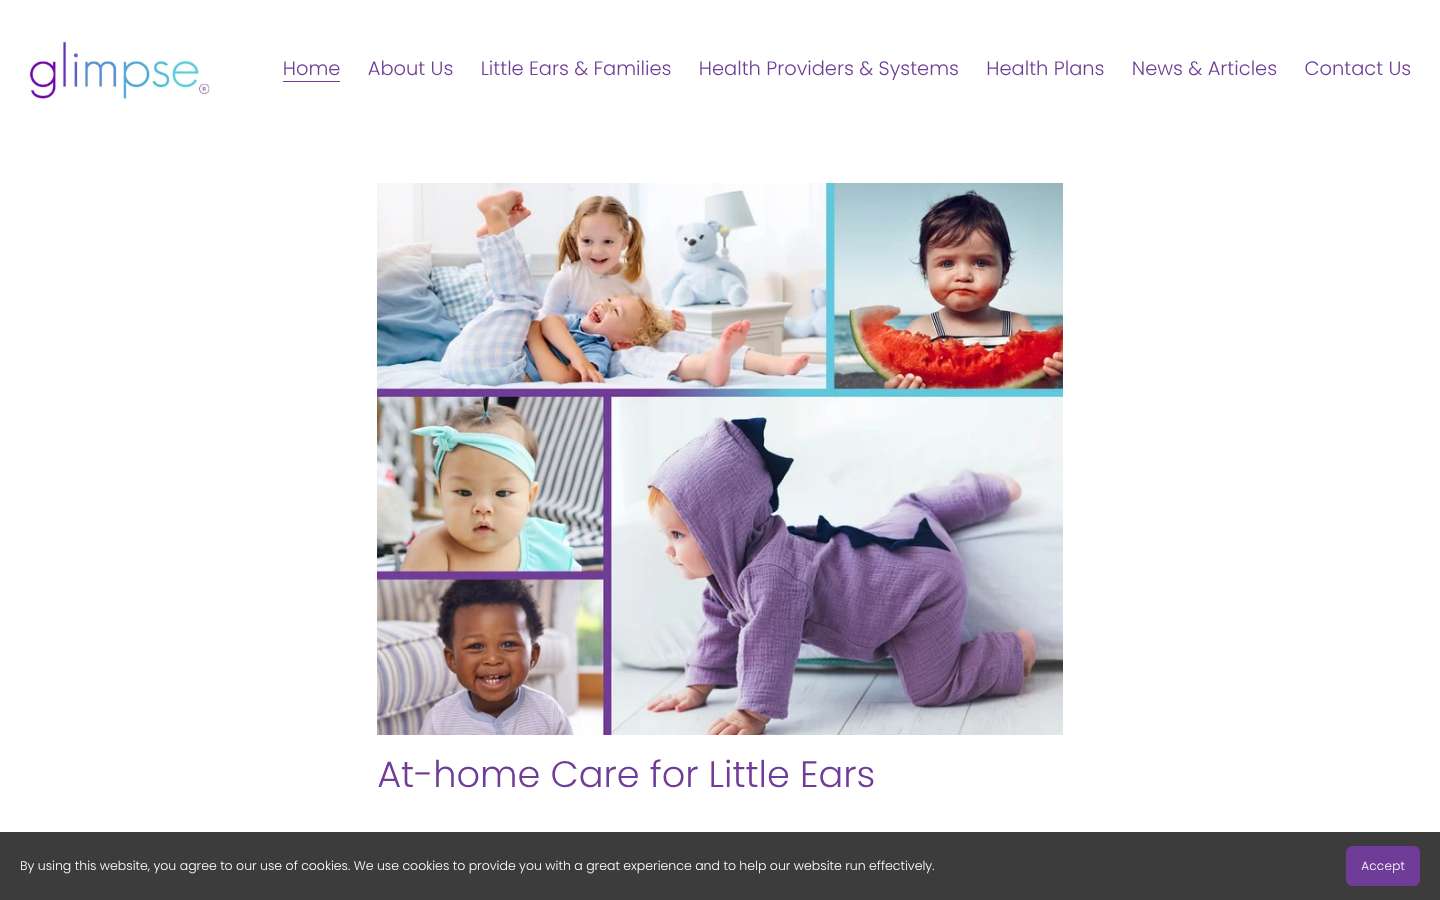 glimpse®
Home About Us Little Ears & Families Health Providers & Systems Health Plans News & Articles Contact Us
At-home Care for Little Ears
By using this website, you agree to our use of cookies. We use cookies to provide you with a great experience and to help our website run effectively.
Accept